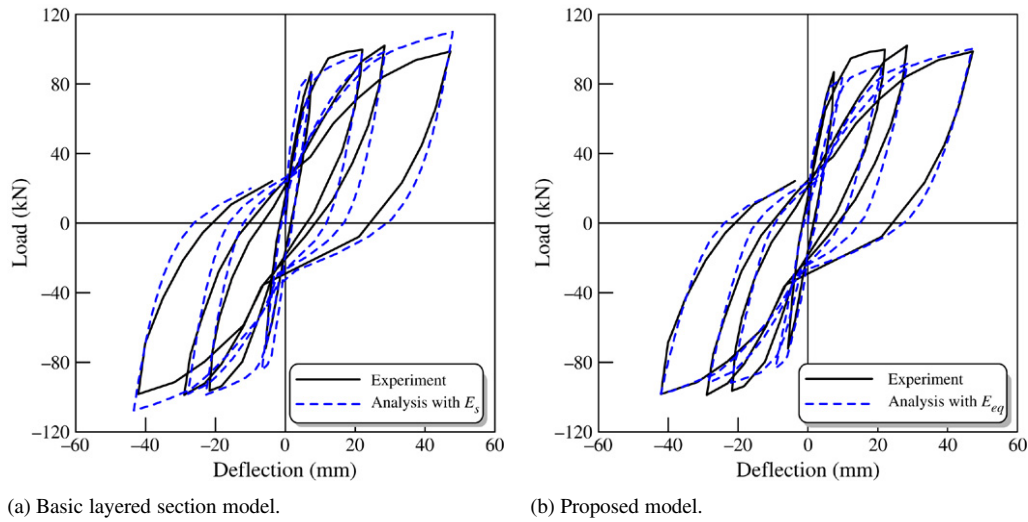 120
80
40
0
−40
−80
−120
−60
−40
−20
0
20
40
60
Load (kN)
Deflection (mm)
Experiment
Analysis with Es
(a) Basic layered section model.
120
80
40
0
−40
−80
−120
−60
−40
−20
0
20
40
60
Load (kN)
Deflection (mm)
Experiment
Analysis with Eeq
(b) Proposed model.